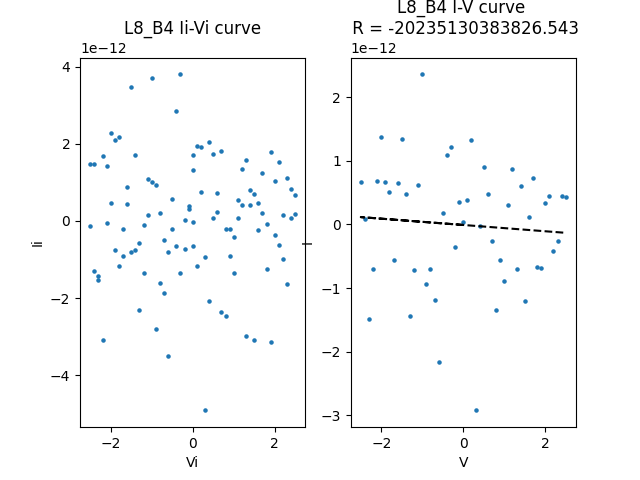 L8_B4 Ii-Vi curve
L8_B4 I-V curve
R = -20235130383826.543
1e−12
1e−12
4
2
0
−2
−4
2
1
0
−1
−2
−3
Ii
I
−2
0
2
−2
0
2
Vi
V